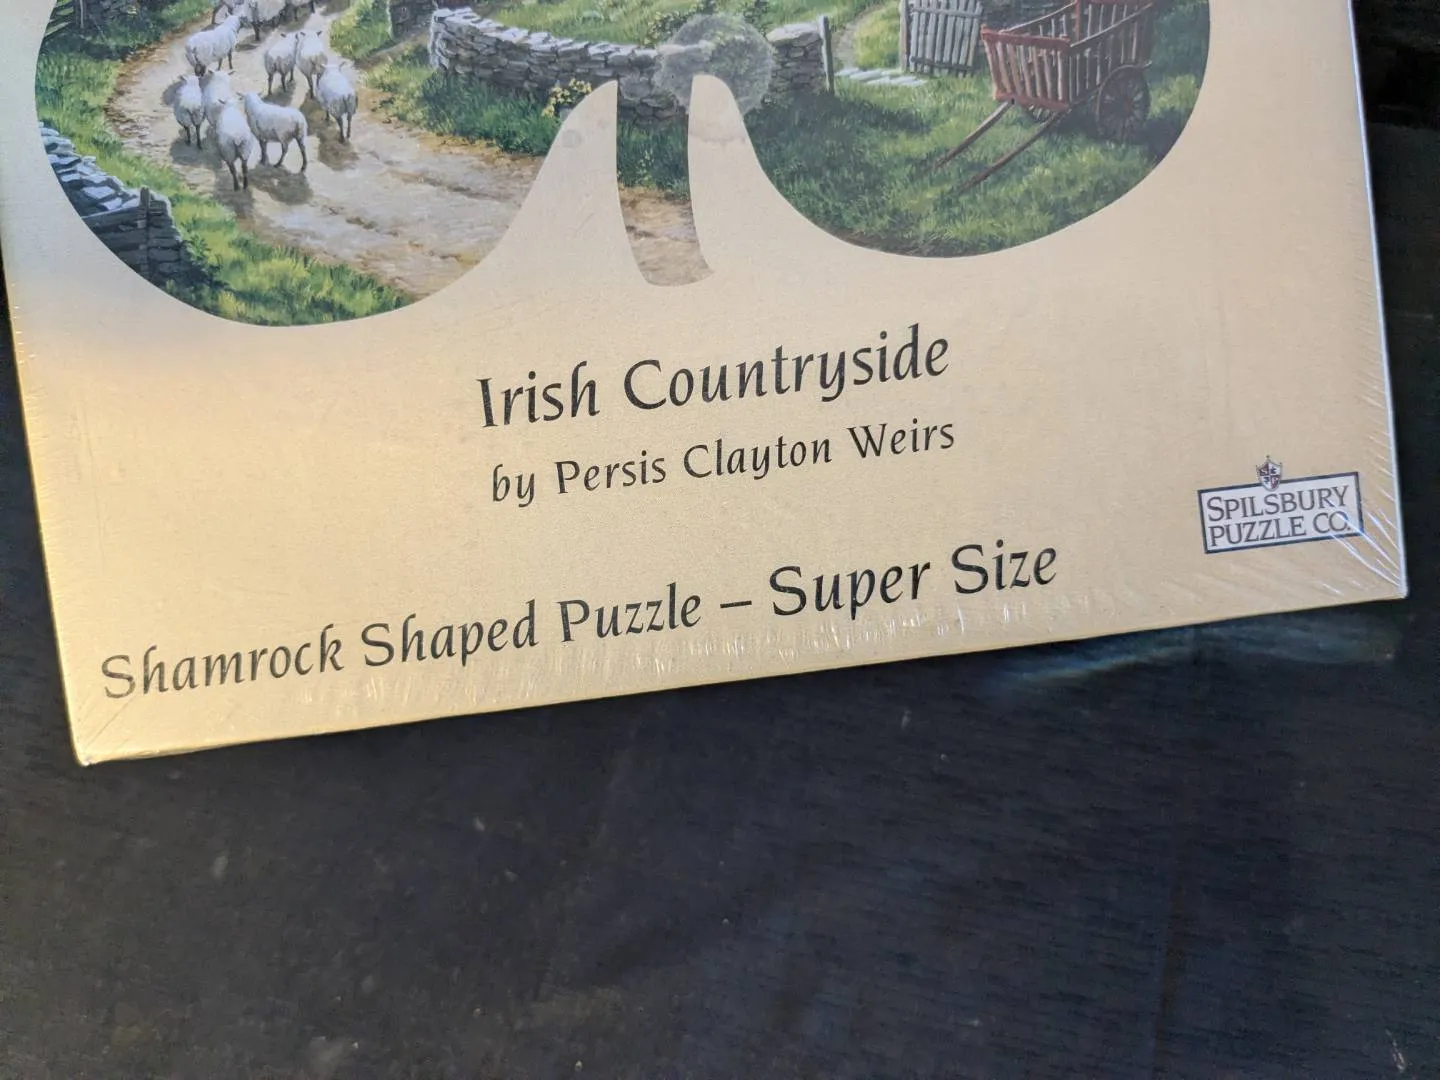 Irish Countryside
by Persis Clayton Weirs
SPILSBURY
PUZZLE CO.
Shamrock Shaped Puzzle – Super Size